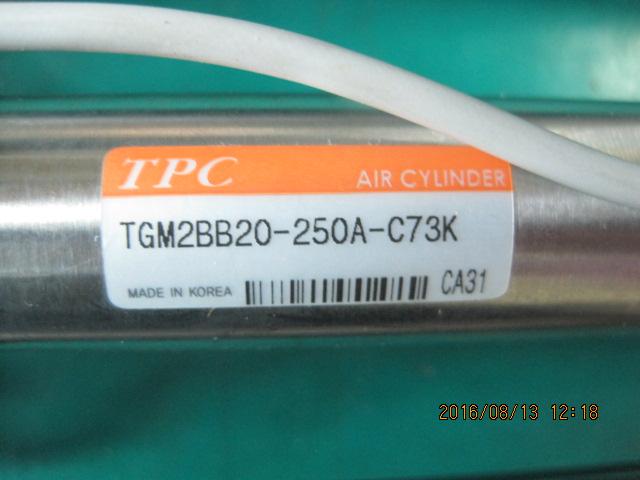 TPC
AIR CYLINDER
TGM2BB20-250A-C73K
MADE IN KOREA
CA31
2016/08/13 12:18